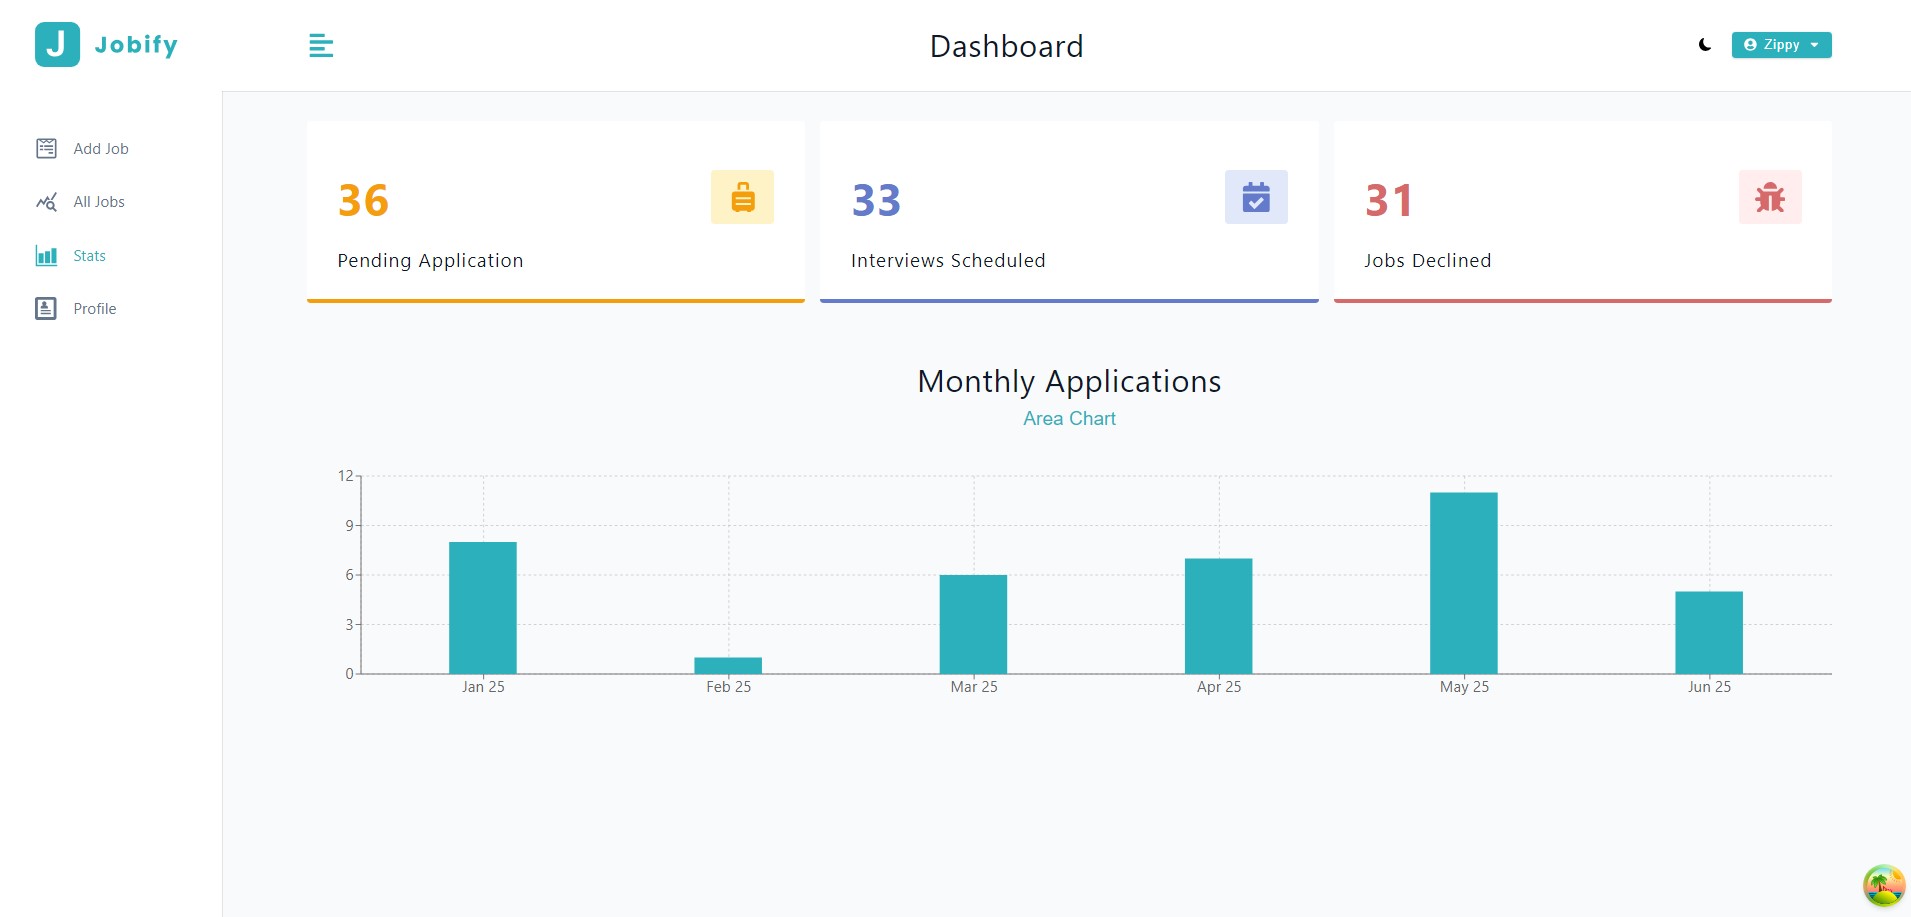 J Jobify
Dashboard
Zippy
Add Job
All Jobs
Stats
Profile
36
Pending Application
33
Interviews Scheduled
31
Jobs Declined
Monthly Applications
Area Chart
12
9
6
3
0
Jan 25 Feb 25 Mar 25 Apr 25 May 25 Jun 25